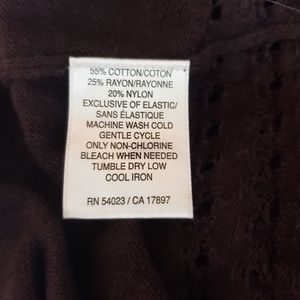 55% COTTON/COTON
25% RAYON/RAYONNE
20% NYLON
EXCLUSIVE OF ELASTIC/
SANS ÉLASTIQUE
MACHINE WASH COLD
GENTLE CYCLE
ONLY NON-CHLORINE
BLEACH WHEN NEEDED
TUMBLE DRY LOW
COOL IRON
RN 54023 / CA 17897